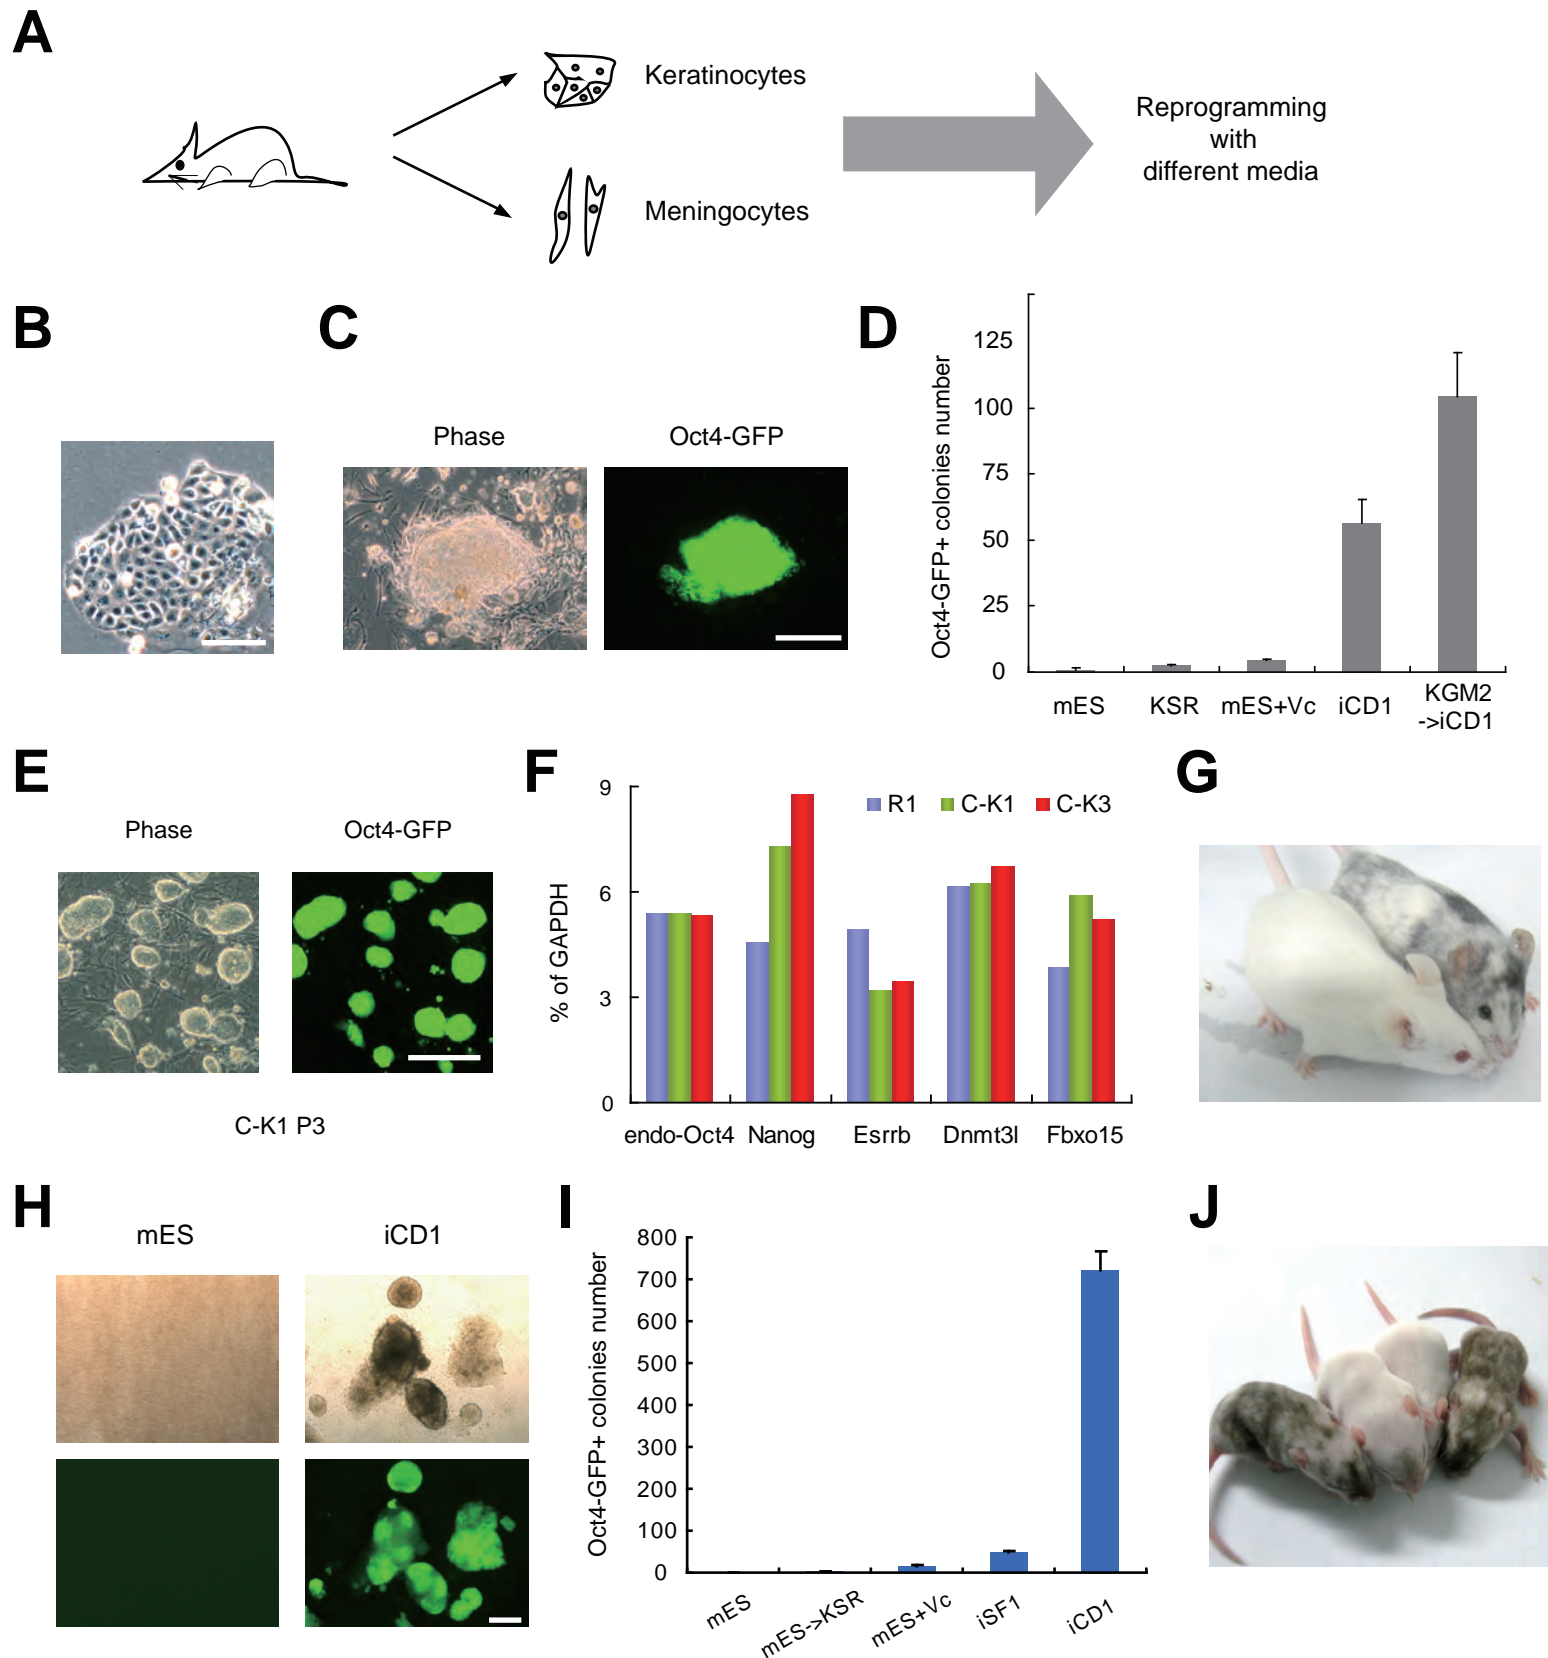 A
Keratinocytes
Meningocytes
Reprogramming
with
different media
B
C
Phase
Oct4-GFP
D
Oct4-GFP+ colonies number
125
100
75
50
25
0
mES
KSR
mES+Vc
iCD1
KGM2
->iCD1
E
Phase
Oct4-GFP
C-K1 P3
F
% of GAPDH
9
6
3
0
R1
C-K1
C-K3
endo-Oct4
Nanog
Esrrb
Dnmt3l
Fbxo15
G
H
mES
iCD1
I
Oct4-GFP+ colonies number
800
700
600
500
400
300
200
100
0
mES
mES->KSR
mES+Vc
iSF1
iCD1
J